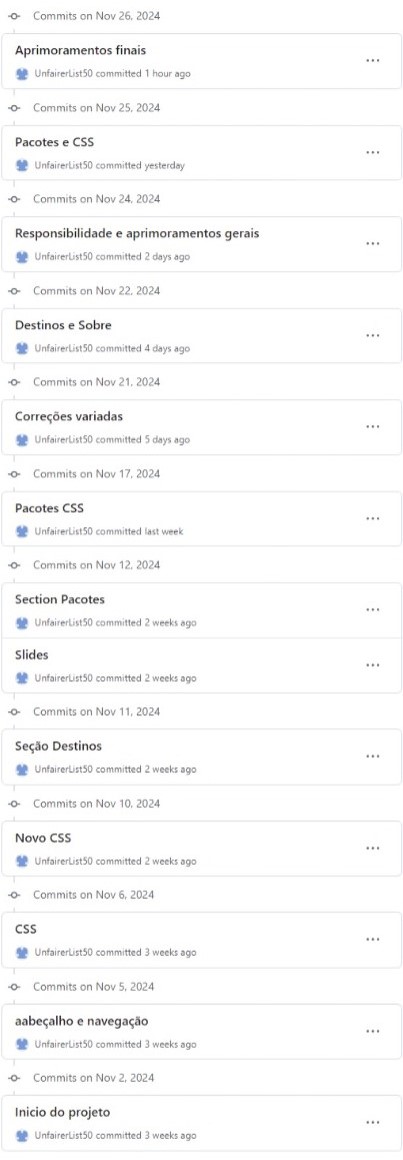 Commits on Nov 26, 2024
Aprimoramentos finais
UnfairerList50 committed 1 hour ago
Commits on Nov 25, 2024
Pacotes e CSS
UnfairerList50 committed yesterday
Commits on Nov 24, 2024
Responsibilidade e aprimoramentos gerais
UnfairerList50 committed 2 days ago
Commits on Nov 22, 2024
Destinos e Sobre
UnfairerList50 committed 4 days ago
Commits on Nov 21, 2024
Correções variadas
UnfairerList50 committed 5 days ago
Commits on Nov 17, 2024
Pacotes CSS
UnfairerList50 committed last week
Commits on Nov 12, 2024
Section Pacotes
UnfairerList50 committed 2 weeks ago
Slides
UnfairerList50 committed 2 weeks ago
Commits on Nov 11, 2024
Seção Destinos
UnfairerList50 committed 2 weeks ago
Commits on Nov 10, 2024
Novo CSS
UnfairerList50 committed 2 weeks ago
Commits on Nov 6, 2024
CSS
UnfairerList50 committed 3 weeks ago
Commits on Nov 5, 2024
aabeçalho e navegação
UnfairerList50 committed 3 weeks ago
Commits on Nov 2, 2024
Inicio do projeto
UnfairerList50 committed 3 weeks ago